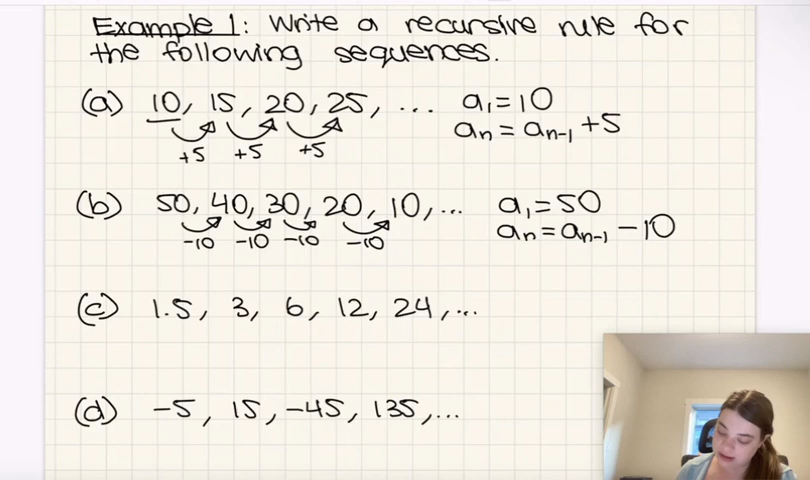 Example 1: Write a recursive rule for
the following sequences.
(a) 10, 15, 20, 25, ... a₁=10
aₙ=aₙ₋₁+5
+5 +5 +5
(b) 50, 40, 30, 20, 10, ... a₁=50
aₙ=aₙ₋₁-10
-10 -10 -10 -10
(c) 1.5, 3, 6, 12, 24, ...
(d) -5, 15, -45, 135, ...